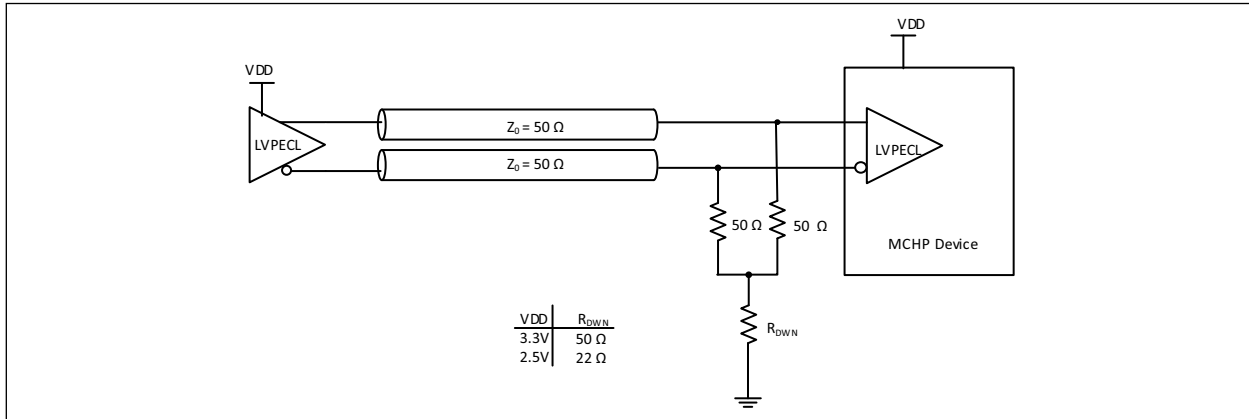 VDD
VDD
LVPECL
Z₀ = 50 Ω
Z₀ = 50 Ω
LVPECL
50 Ω
50 Ω
MCHP Device
VDD R_DWN
3.3V 50 Ω
2.5V 22 Ω
R_DWN